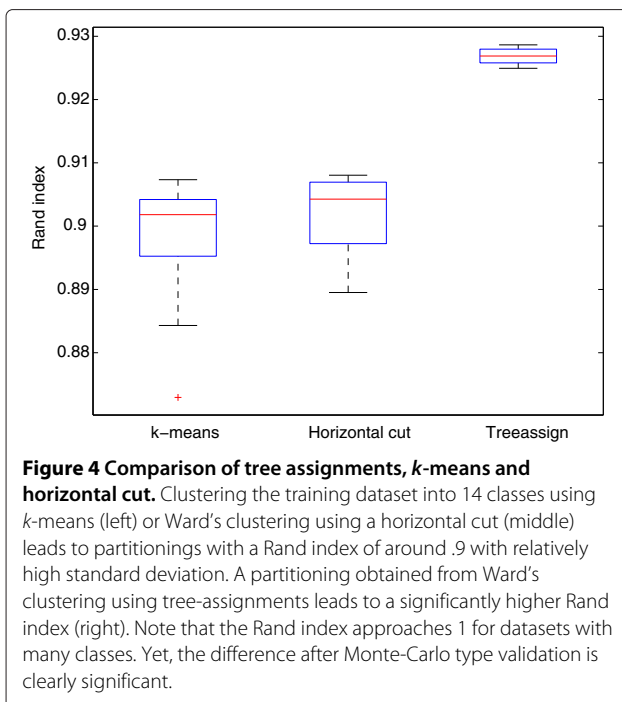 0.93
0.92
0.91
0.9
0.89
0.88
Rand index
k−means Horizontal cut Treeassign
Figure 4 Comparison of tree assignments, k-means and
horizontal cut. Clustering the training dataset into 14 classes using
k-means (left) or Ward’s clustering using a horizontal cut (middle)
leads to partitionings with a Rand index of around .9 with relatively
high standard deviation. A partitioning obtained from Ward’s
clustering using tree-assignments leads to a significantly higher Rand
index (right). Note that the Rand index approaches 1 for datasets with
many classes. Yet, the difference after Monte-Carlo type validation is
clearly significant.